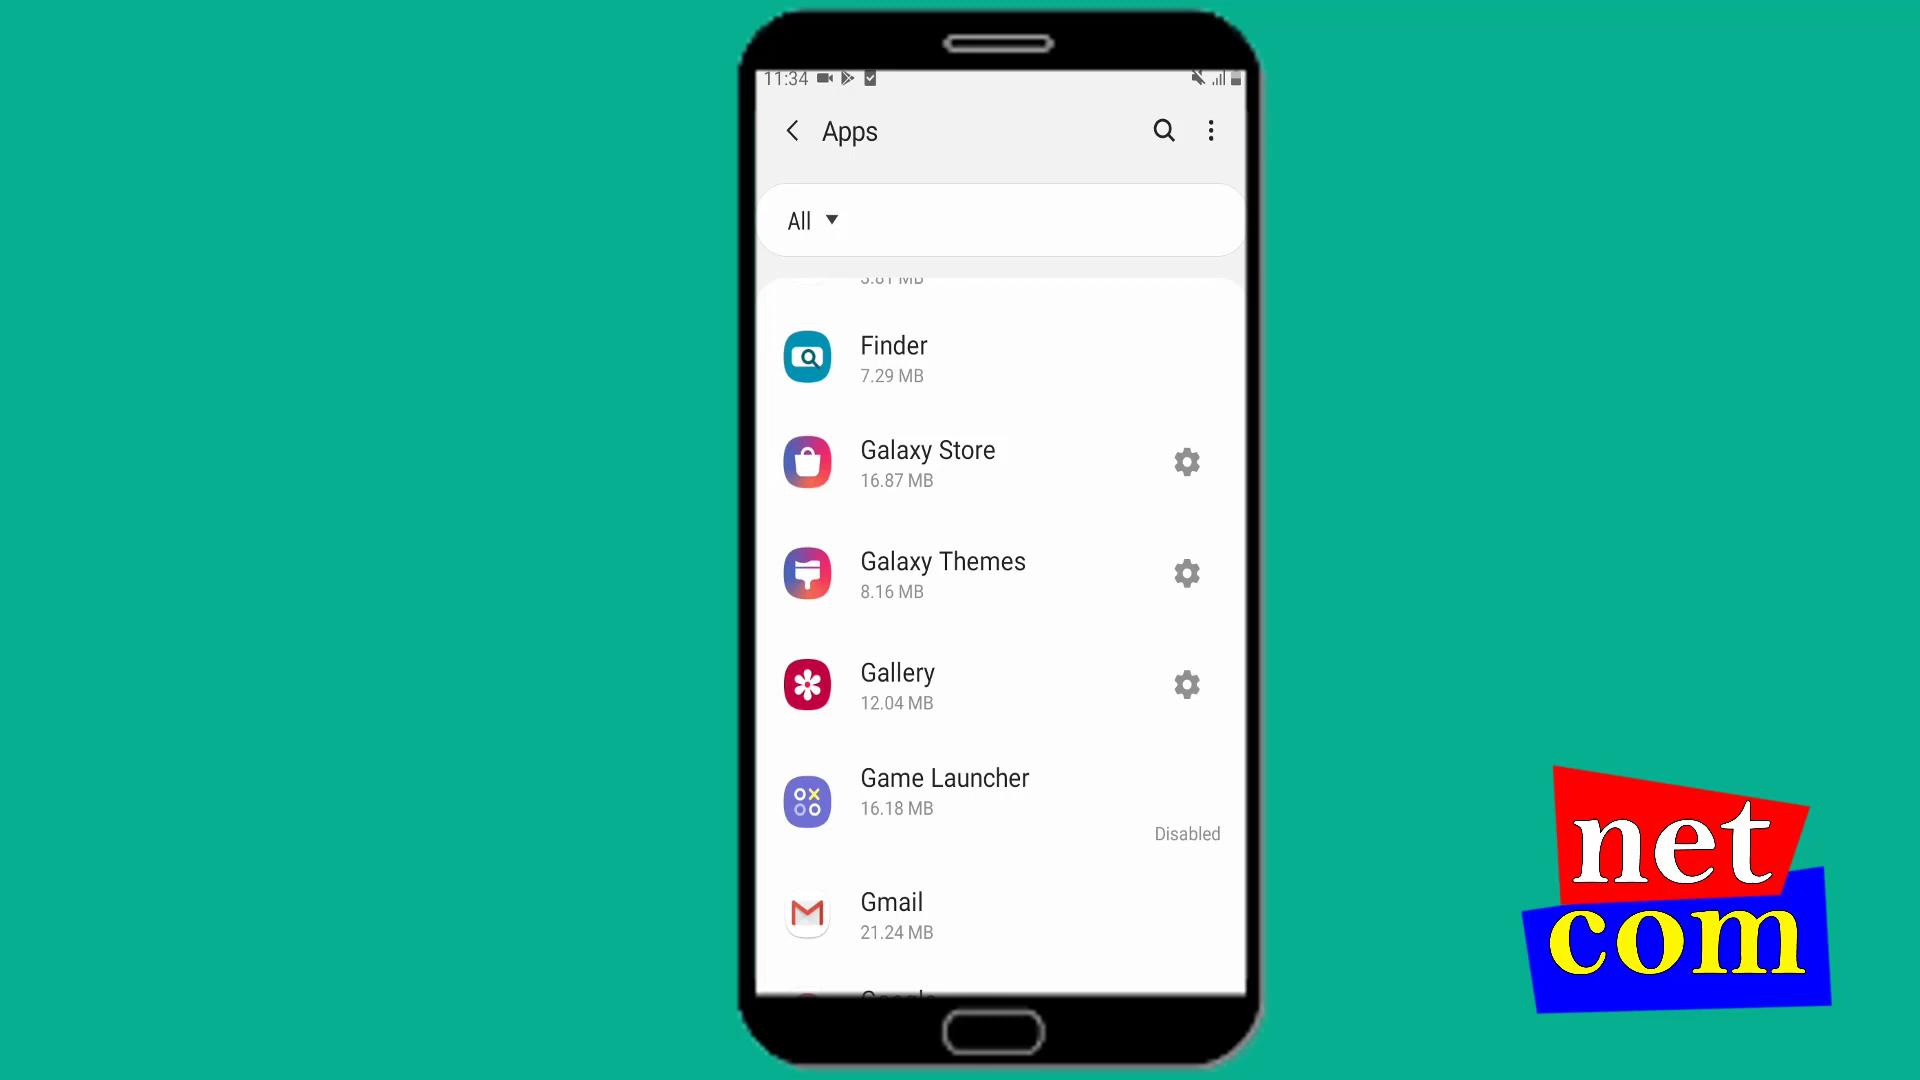 11:34
Apps
All
3.81 MB
Finder
7.29 MB
Galaxy Store
16.87 MB
Galaxy Themes
8.16 MB
Gallery
12.04 MB
Game Launcher
16.18 MB
Disabled
Gmail
21.24 MB
Google
net
com